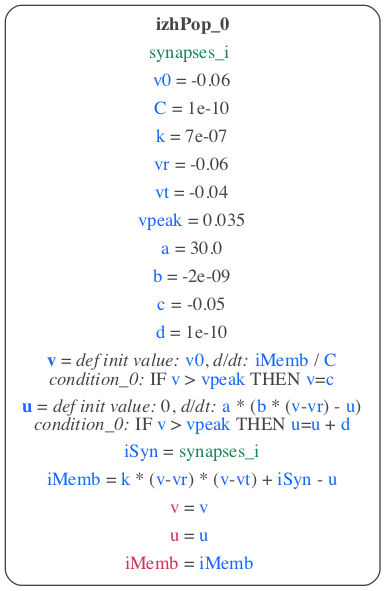 izhPop_0
synapses_i
v0 = -0.06
C = 1e-10
k = 7e-07
vr = -0.06
vt = -0.04
vpeak = 0.035
a = 30.0
b = -2e-09
c = -0.05
d = 1e-10
v = def init value: v0, d/dt: iMemb / C
condition_0: IF v > vpeak THEN v=c
u = def init value: 0, d/dt: a * (b * (v-vr) - u)
condition_0: IF v > vpeak THEN u=u + d
iSyn = synapses_i
iMemb = k * (v-vr) * (v-vt) + iSyn - u
v = v
u = u
iMemb = iMemb